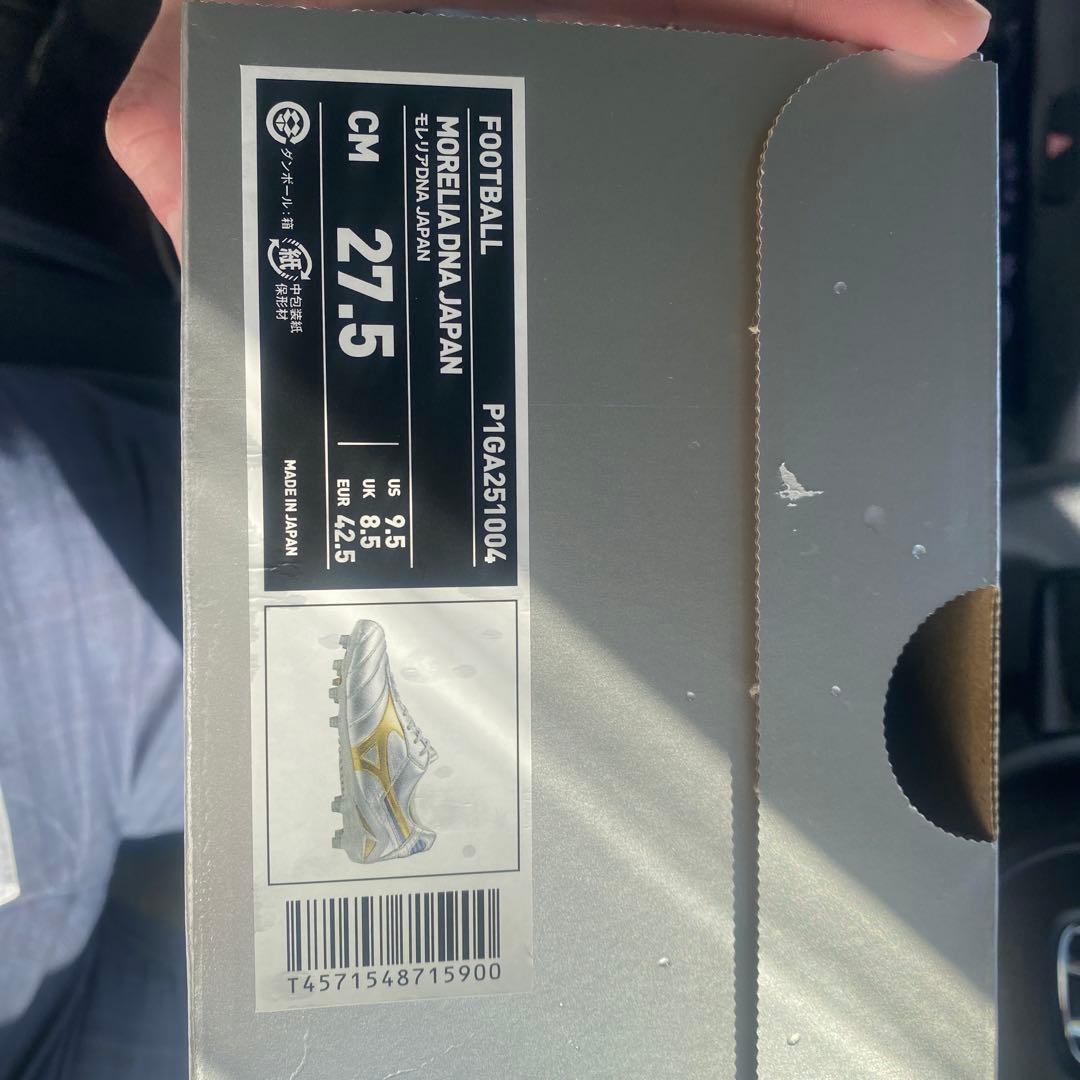 FOOTBALL P1GA251004
MORELIA DNA JAPAN
モレリアDNA JAPAN
CM 27.5
US 9.5
UK 8.5
EUR 42.5
ダンボール:箱
紙
中包装紙
保形材
MADE IN JAPAN
T4571548715900